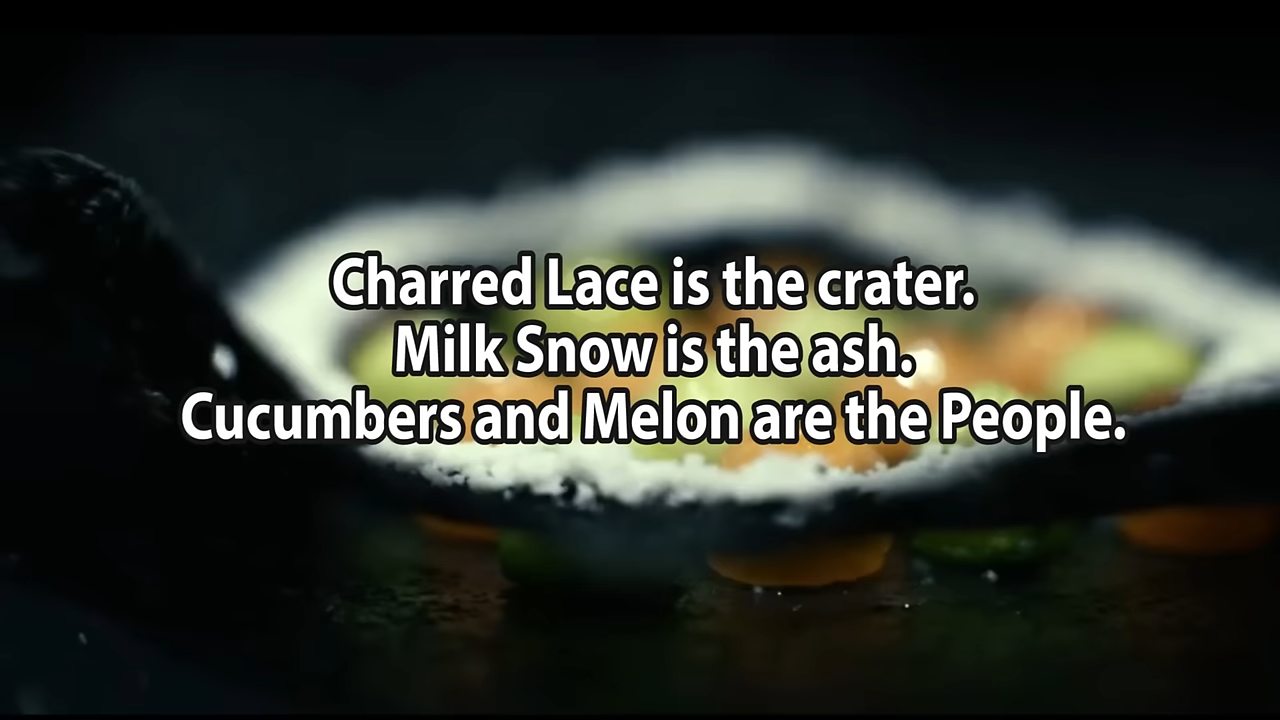 Charred Lace is the crater.
Milk Snow is the ash.
Cucumbers and Melon are the People.